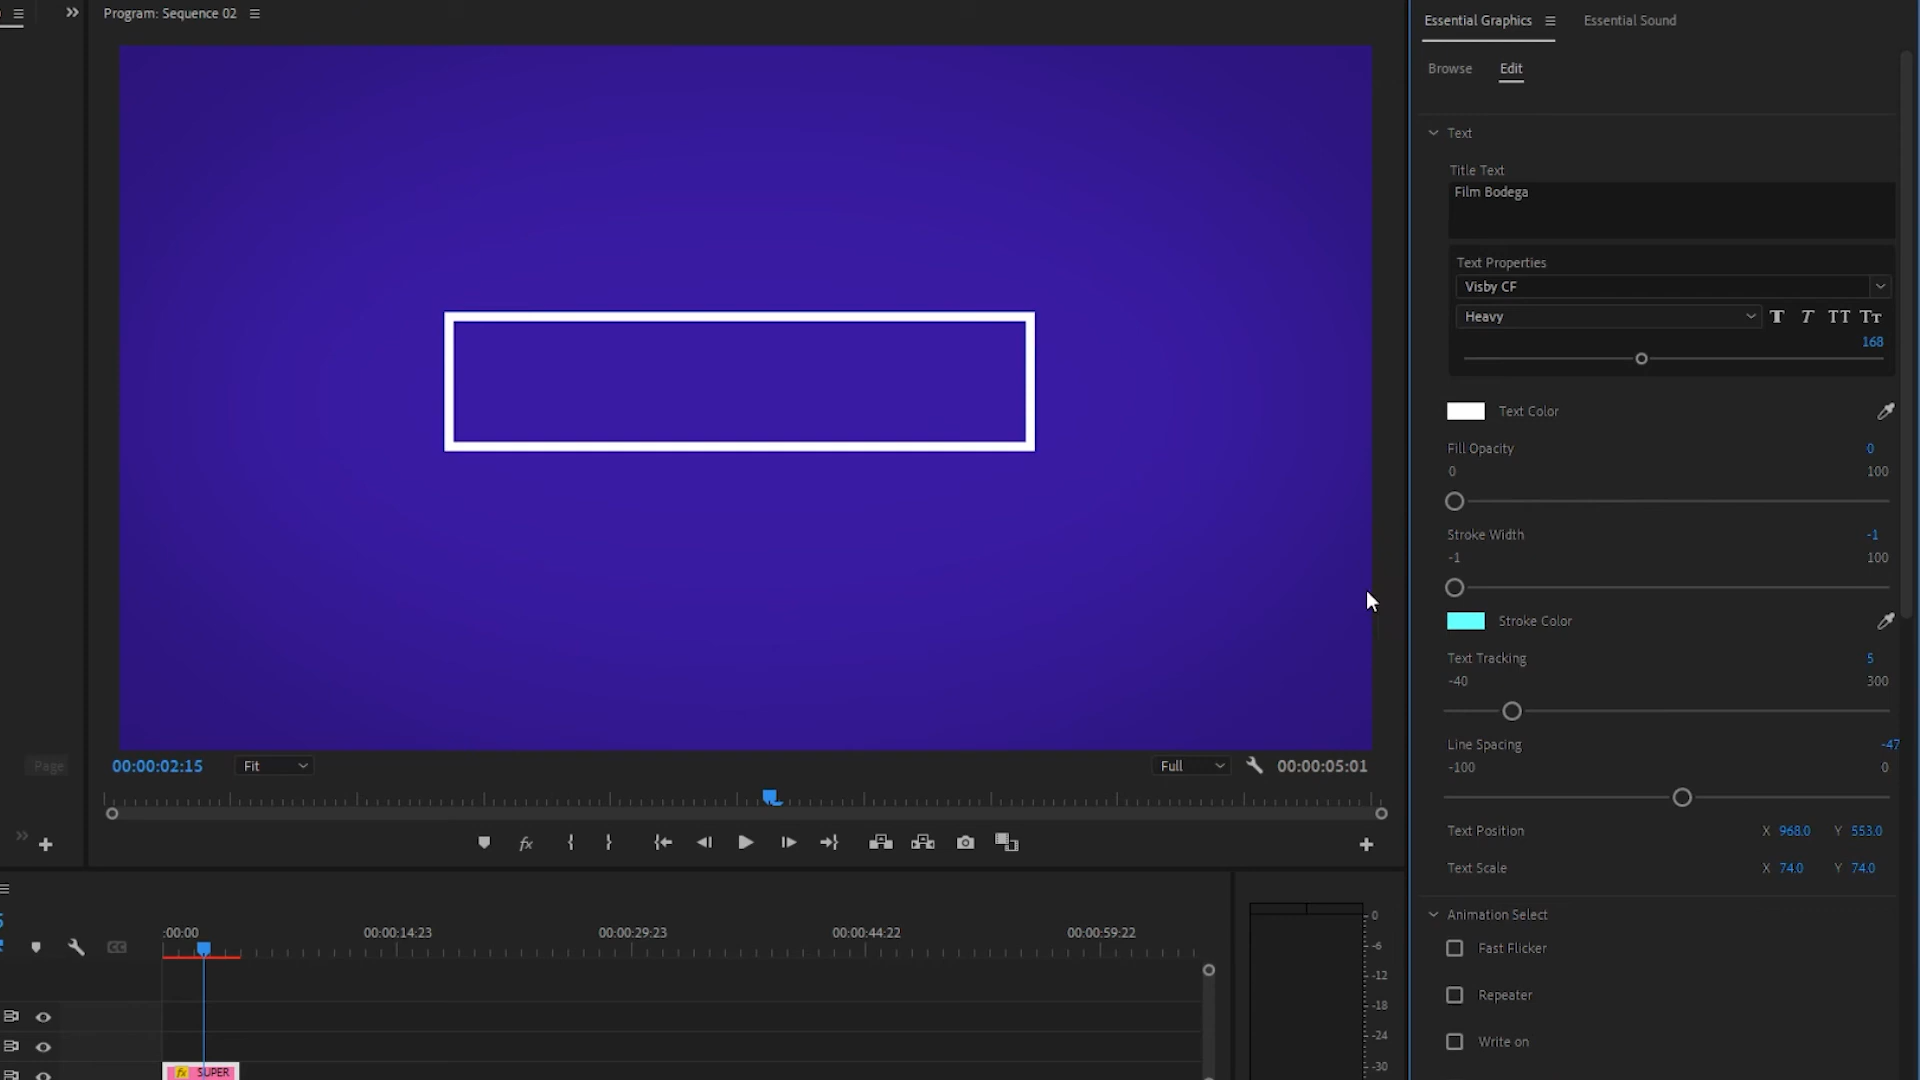 Program: Sequence 02
Essential Graphics
Essential Sound
Browse
Edit
Text
Title Text
Film Bodega
Text Properties
Visby CF
Heavy
T T TT Tт
168
Text Color
Fill Opacity
0
0
100
Stroke Width
-1
-1
100
Stroke Color
Text Tracking
5
-40
300
Line Spacing
-47
-100
0
Text Position
X 968.0 Y 553.0
Text Scale
X 74.0 Y 74.0
Animation Select
Fast Flicker
Repeater
Write on
Page
00:00:02:15
Fit
Full
00:00:05:01
fx
:00:00
00:00:14:23
00:00:29:23
00:00:44:22
00:00:59:22
CC
fx SUPER
0
-6
-12
-18
-24
-30